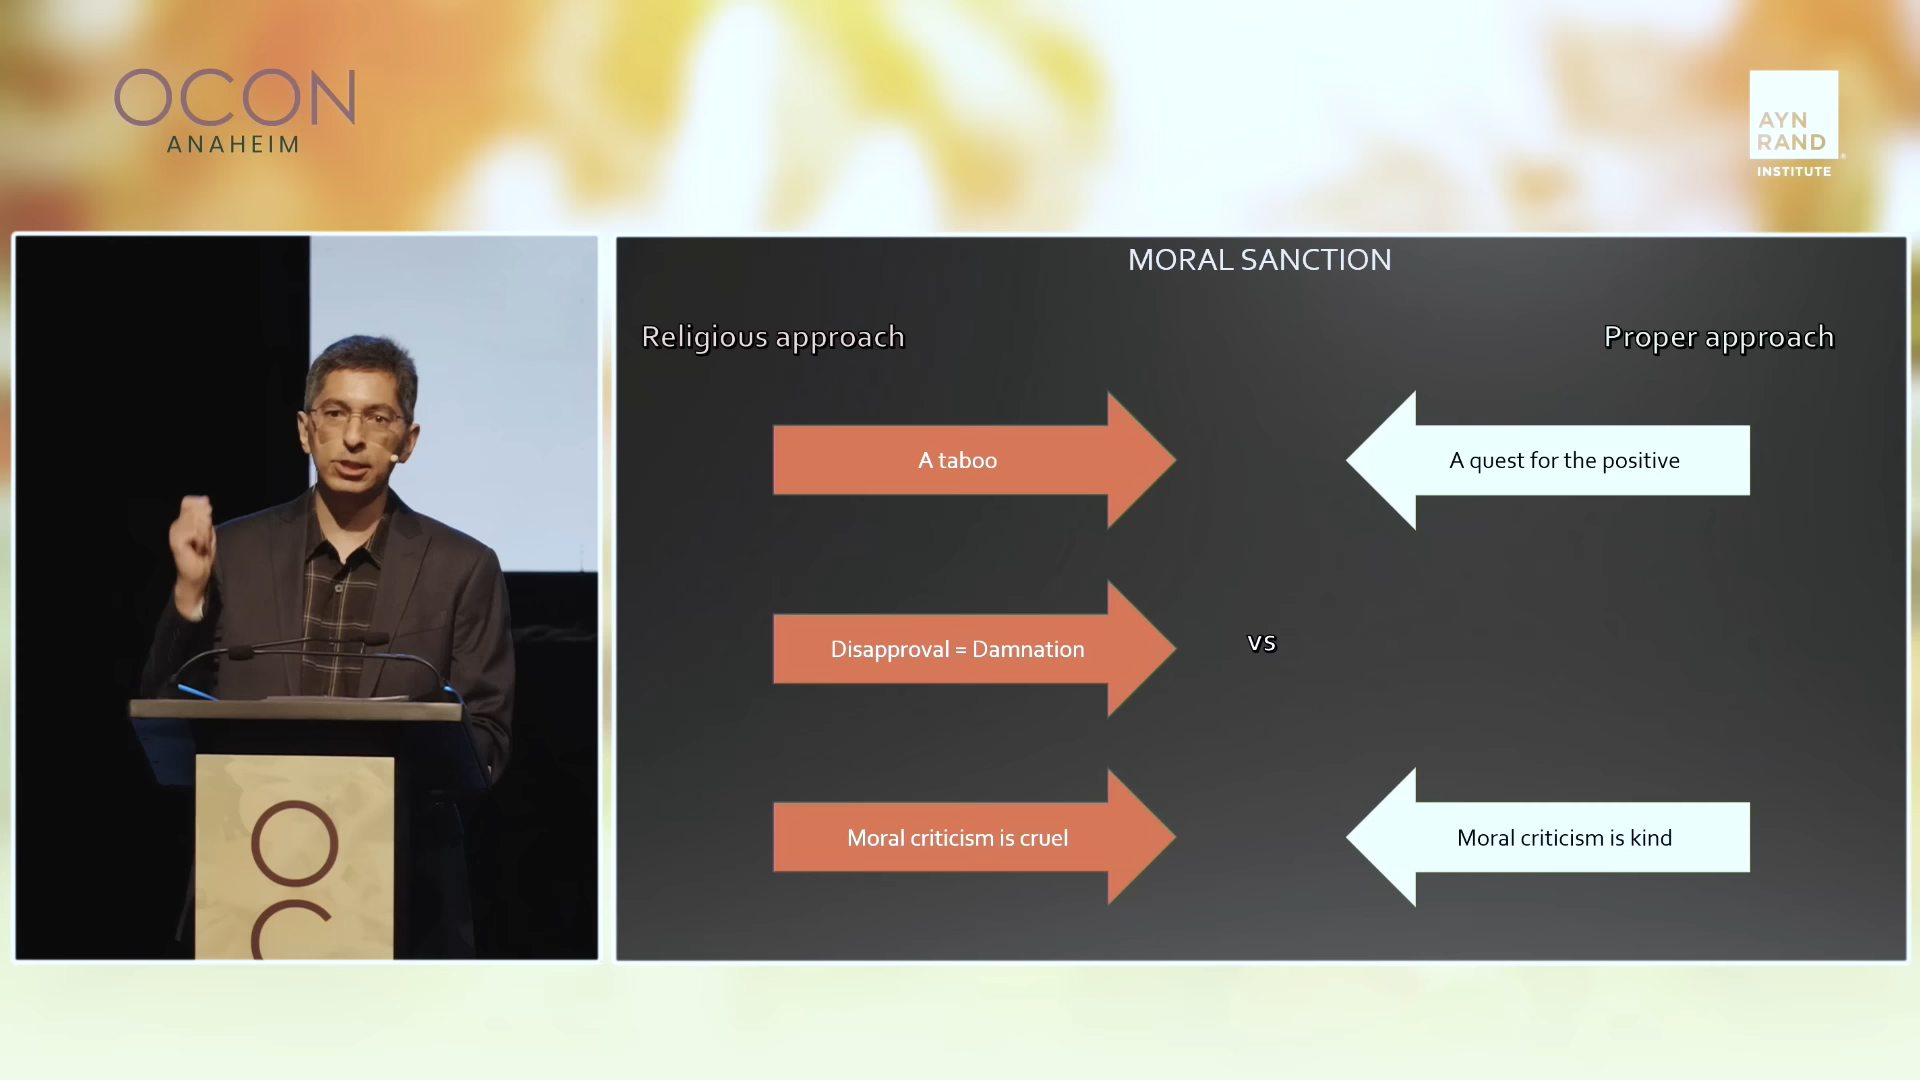 OCON
ANAHEIM
AYN
RAND
INSTITUTE
MORAL SANCTION
Religious approach
Proper approach
A taboo
A quest for the positive
Disapproval = Damnation
vs
Moral criticism is cruel
Moral criticism is kind
O
C